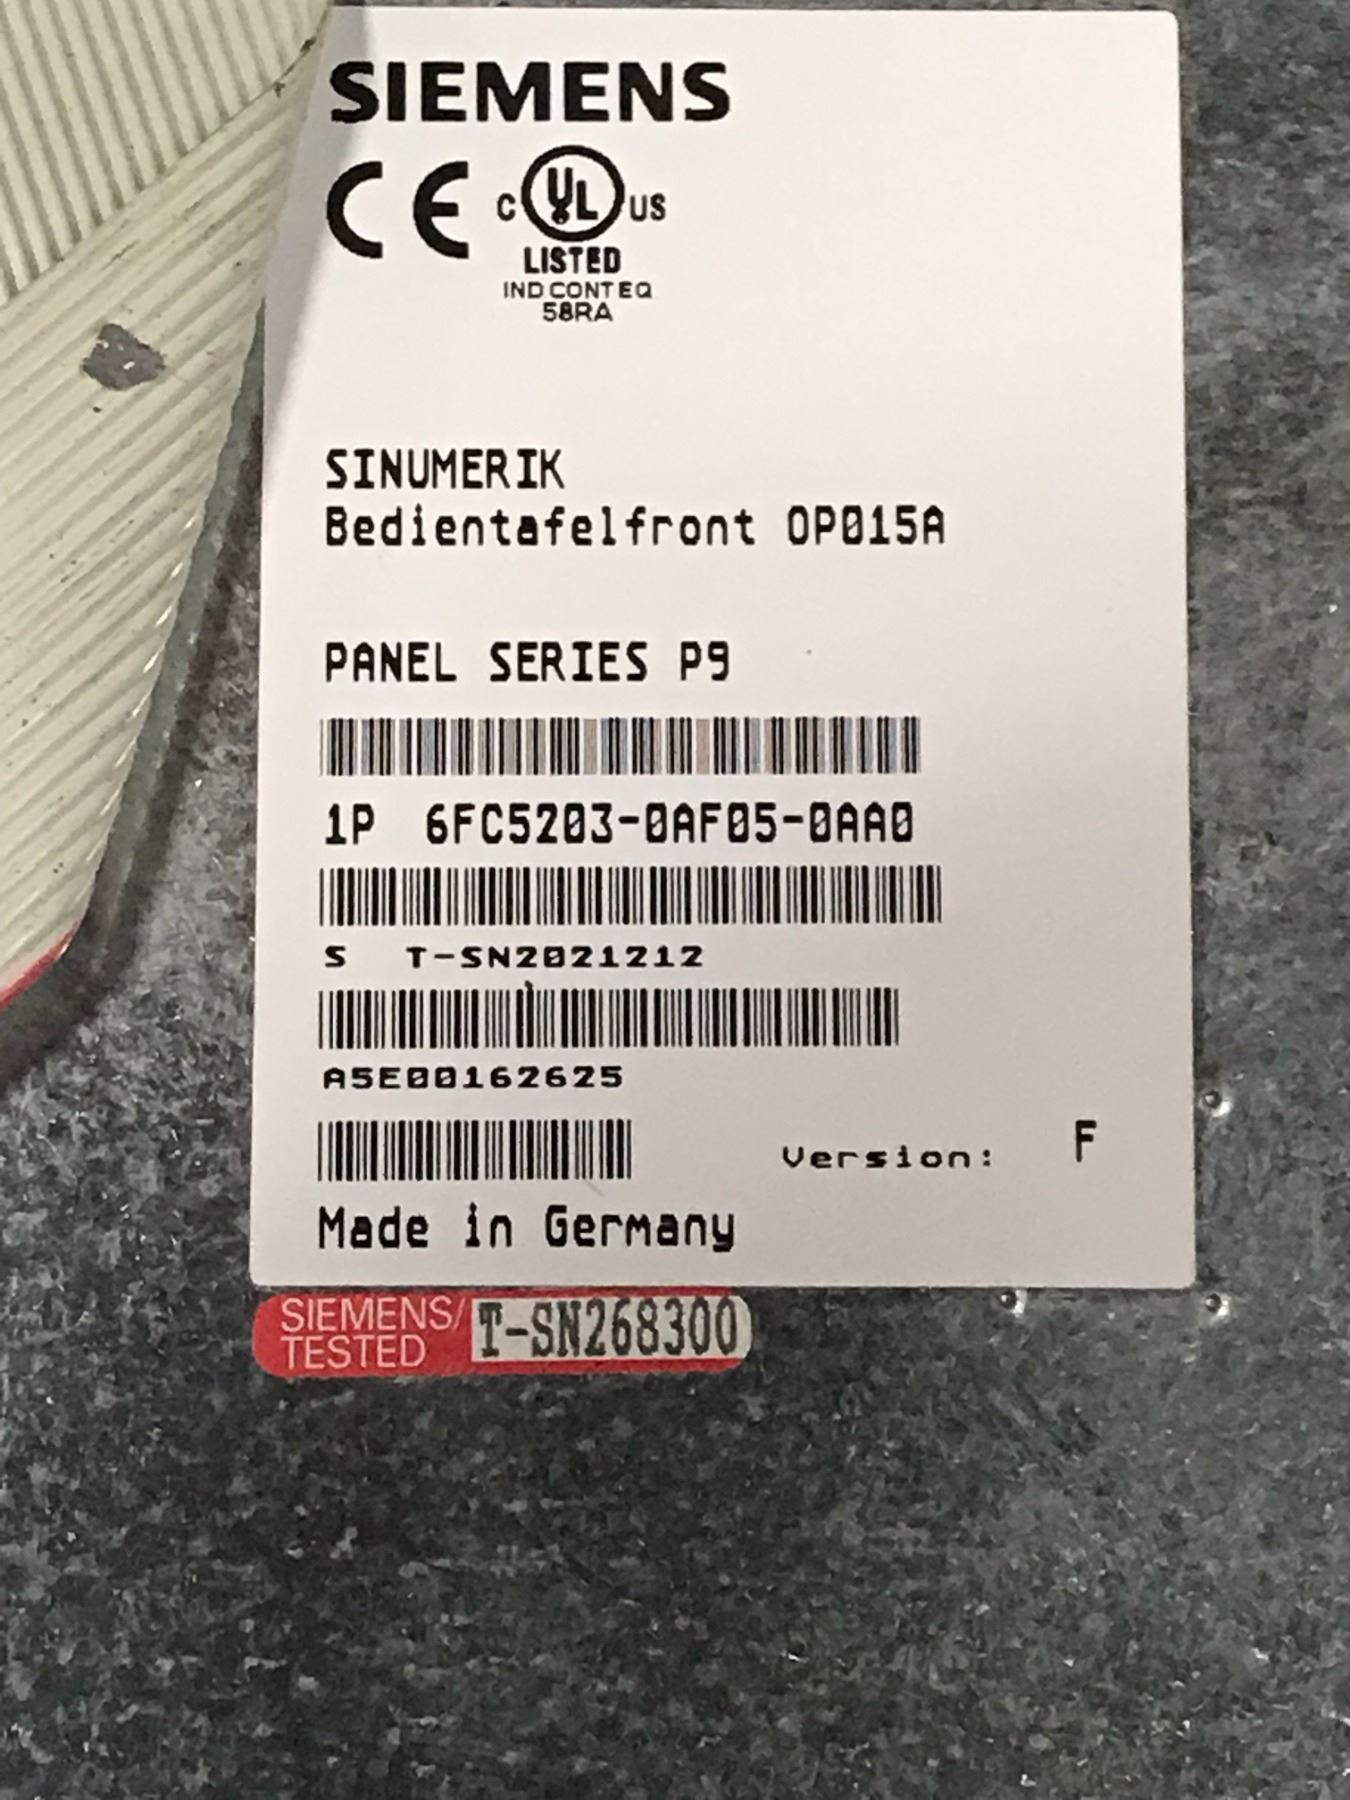 SIEMENS
CE C UL US
LISTED
IND CONT EQ
58RA
SINUMERIK
Bedientafelfront OP015A
PANEL SERIES P9
1P 6FC5203-0AF05-0AA0
S T-SN2021212
A5E00162625
Version: F
Made in Germany
SIEMENS/ T-SN268300
TESTED